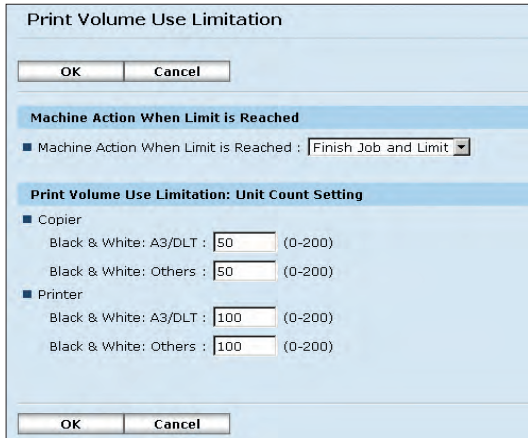 Print Volume Use Limitation
OK Cancel
Machine Action When Limit is Reached
Machine Action When Limit is Reached : Finish Job and Limit
Print Volume Use Limitation: Unit Count Setting
Copier
Black & White: A3/DLT : 50 (0-200)
Black & White: Others : 50 (0-200)
Printer
Black & White: A3/DLT : 100 (0-200)
Black & White: Others : 100 (0-200)
OK Cancel